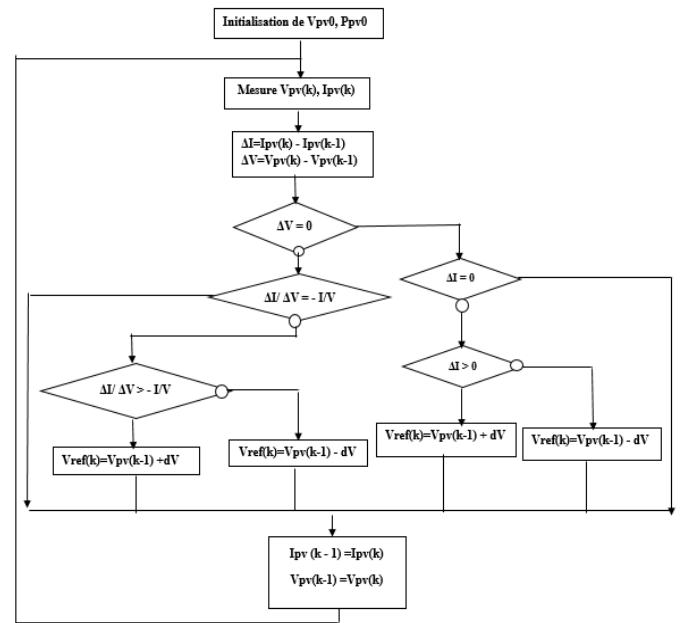 Initialisation de Vpv0, Ppv0
Mesure Vpv(k), Ipv(k)
ΔI=Ipv(k) - Ipv(k-1)
ΔV=Vpv(k) - Vpv(k-1)
ΔV = 0
ΔI = 0
ΔI/ ΔV = - I/V
ΔI > 0
ΔI/ ΔV > - I/V
Vref(k)=Vpv(k-1) +dV
Vref(k)=Vpv(k-1) - dV
Vref(k)=Vpv(k-1) + dV
Vref(k)=Vpv(k-1) - dV
Ipv (k - 1) =Ipv(k)
Vpv(k-1) =Vpv(k)